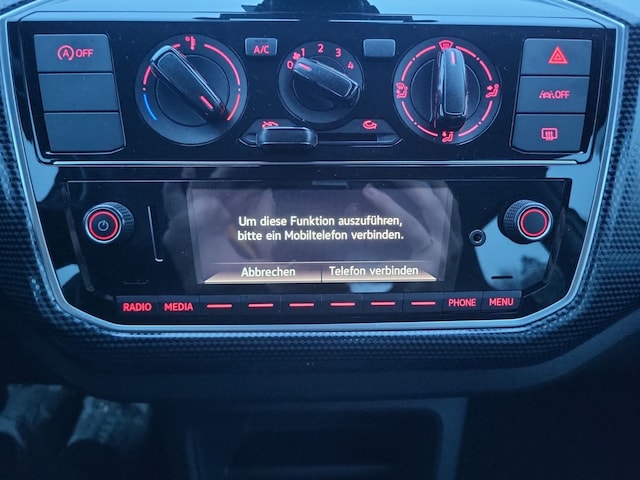 OFF
A/C
0 1 2 3 4
OFF
Um diese Funktion auszuführen,
bitte ein Mobiltelefon verbinden.
Abbrechen Telefon verbinden
RADIO MEDIA PHONE MENU